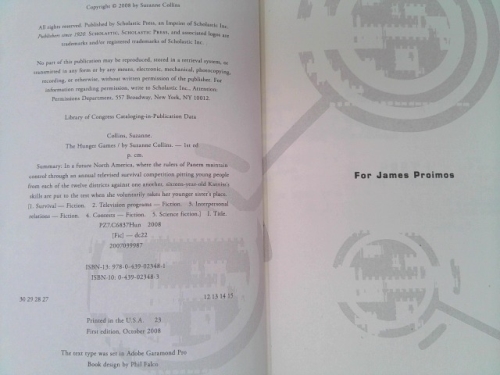 Copyright © 2008 by Suzanne Collins
All rights reserved. Published by Scholastic Press, an imprint of Scholastic Inc.,
Publishers since 1920. SCHOLASTIC, SCHOLASTIC PRESS, and associated logos are
trademarks and/or registered trademarks of Scholastic Inc.
No part of this publication may be reproduced, stored in a retrieval system, or
transmitted in any form or by any means, electronic, mechanical, photocopying,
recording, or otherwise, without written permission of the publisher. For
information regarding permission, write to Scholastic Inc., Attention:
Permissions Department, 557 Broadway, New York, NY 10012.
Library of Congress Cataloging-in-Publication Data
Collins, Suzanne.
The Hunger Games / by Suzanne Collins. — 1st ed
p. cm.
Summary: In a future North America, where the rulers of Panem maintain
control through an annual televised survival competition pitting young people
from each of the twelve districts against one another, sixteen-year-old Katniss's
skills are put to the test when she voluntarily takes her younger sister's place.
[1. Survival — Fiction. 2. Television programs — Fiction. 3. Interpersonal
relations — Fiction. 4. Contests — Fiction. 5. Science fiction.] I. Title.
PZ7.C6837Hun 2008
[Fic] — dc22
2007039987
ISBN-13: 978-0-439-02348-1
ISBN-10: 0-439-02348-3
30 29 28 27 12 13 14 15
Printed in the U.S.A. 23
First edition, October 2008
The text type was set in Adobe Garamond Pro
Book design by Phil Falco
For James Proimos